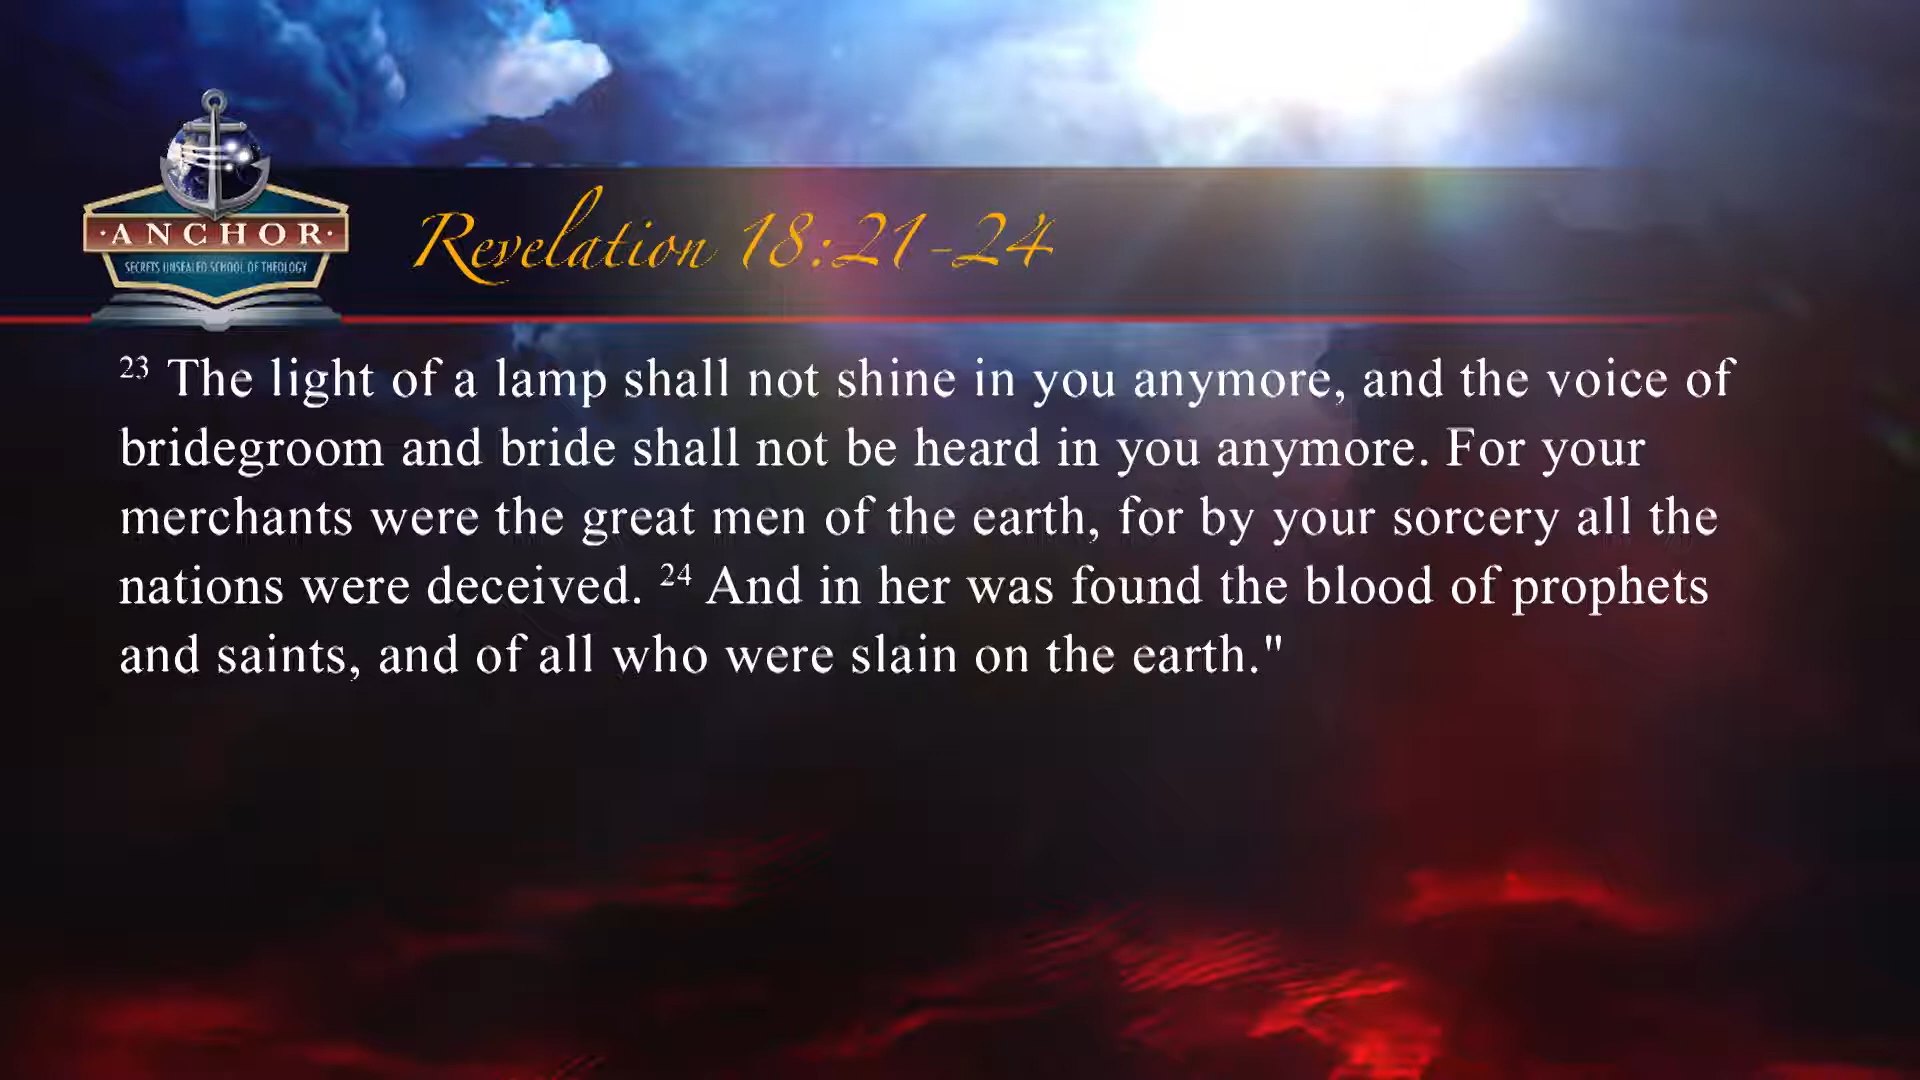 ·ANCHOR·
SECRETS UNSEALED SCHOOL OF THEOLOGY
Revelation 18:21-24
23 The light of a lamp shall not shine in you anymore, and the voice of
bridegroom and bride shall not be heard in you anymore. For your
merchants were the great men of the earth, for by your sorcery all the
nations were deceived. 24 And in her was found the blood of prophets
and saints, and of all who were slain on the earth."